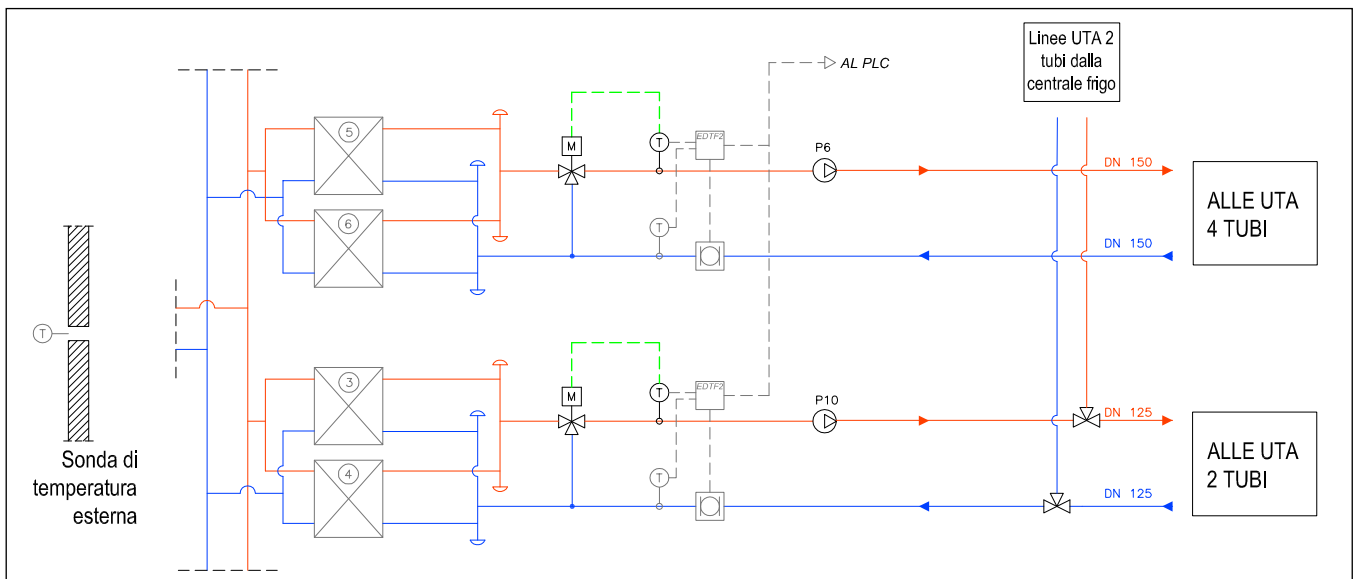 Linee UTA 2
tubi dalla
centrale frigo
AL PLC
5
M
T
EDTF2
P6
DN 150
ALLE UTA
4 TUBI
6
T
DN 150
T
Sonda di
temperatura
esterna
3
M
T
EDTF2
P10
DN 125
ALLE UTA
2 TUBI
4
T
DN 125